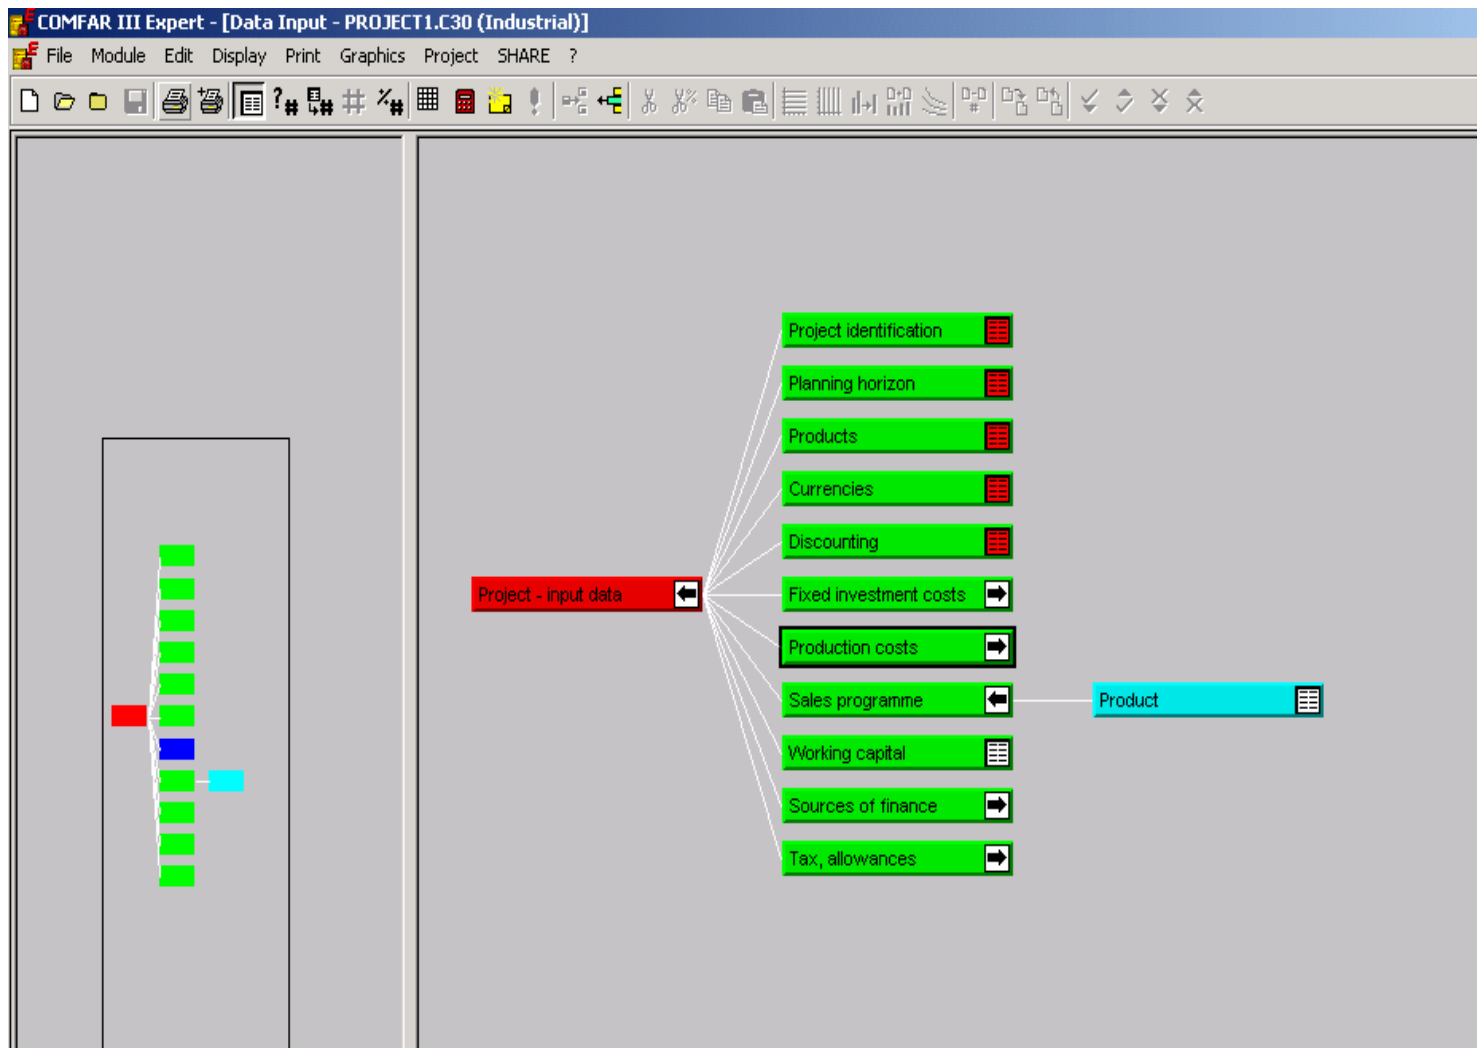 COMFAR III Expert - [Data Input - PROJECT1.C30 (Industrial)]
File Module Edit Display Print Graphics Project SHARE ?
Project identification
Planning horizon
Products
Currencies
Discounting
Project - input data
Fixed investment costs
Production costs
Sales programme
Product
Working capital
Sources of finance
Tax, allowances